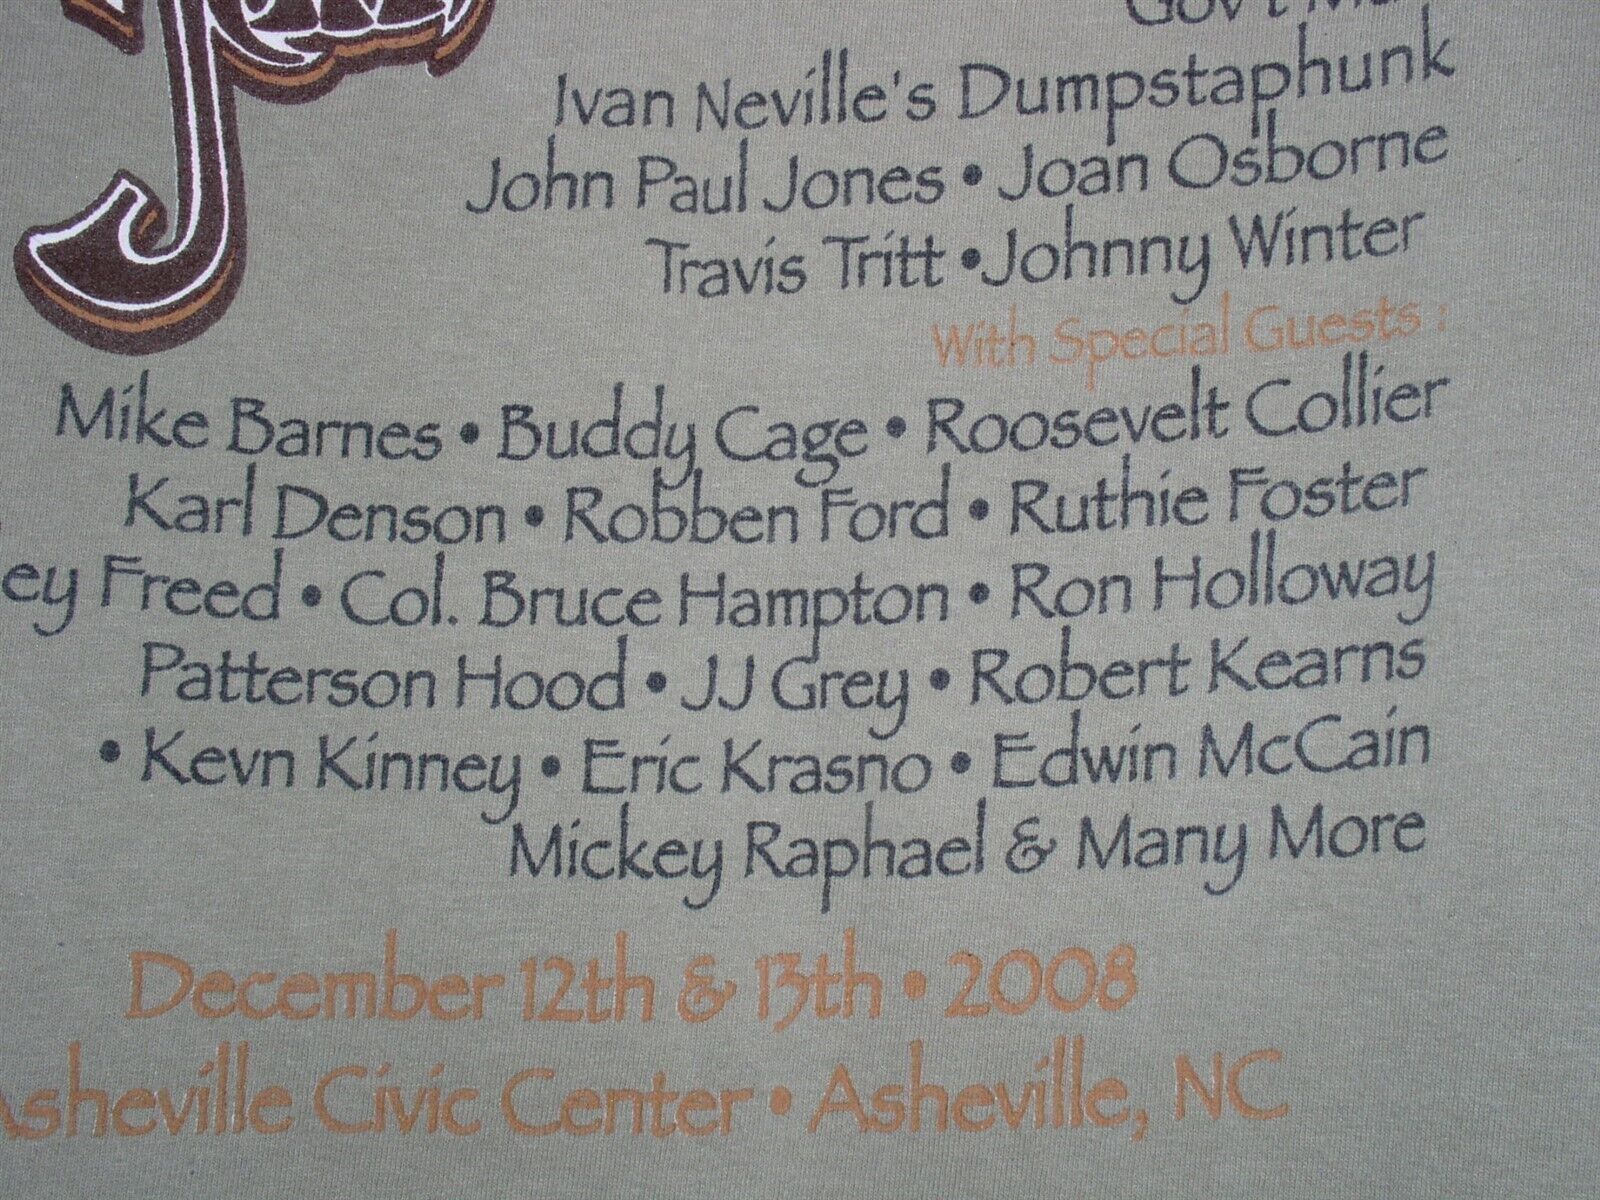 Gov't
Ivan Neville's Dumpstaphunk
John Paul Jones • Joan Osborne
Travis Tritt • Johnny Winter
With Special Guests :
Mike Barnes • Buddy Cage • Roosevelt Collier
Karl Denson • Robben Ford • Ruthie Foster
ey Freed • Col. Bruce Hampton • Ron Holloway
Patterson Hood • JJ Grey • Robert Kearns
• Kevn Kinney • Eric Krasno • Edwin McCain
Mickey Raphael & Many More
December 12th & 13th • 2008
Asheville Civic Center • Asheville, NC